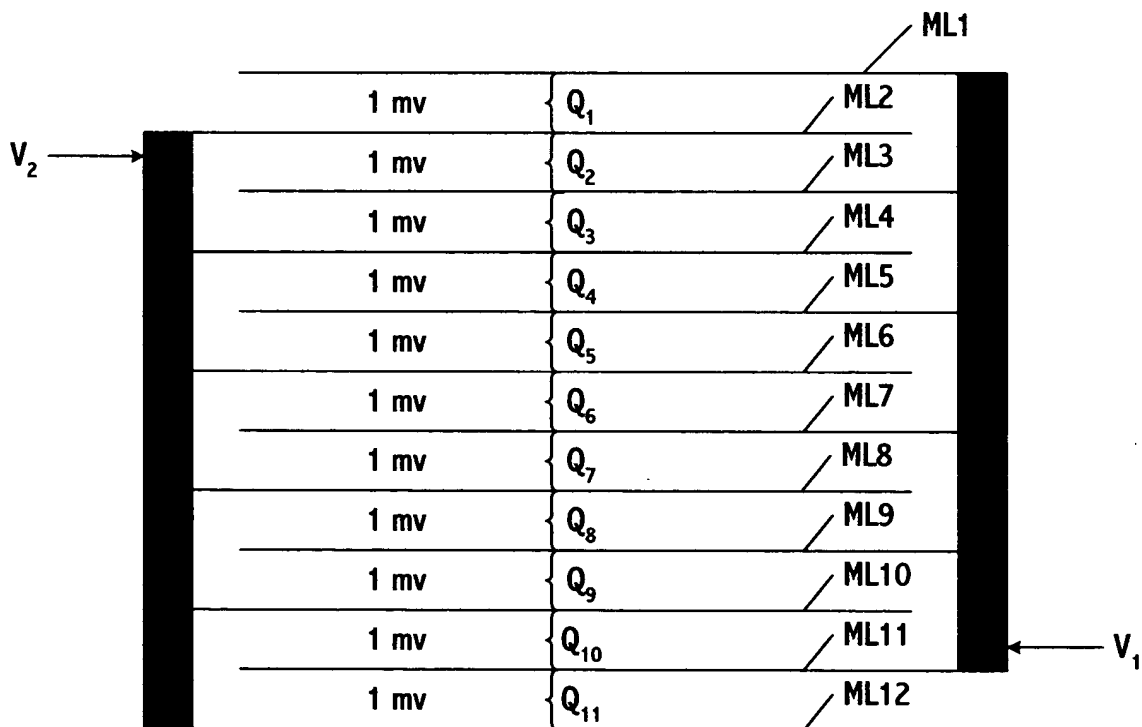 ML1
1 mv Q₁ ML2
V₂
1 mv Q₂ ML3
1 mv Q₃ ML4
1 mv Q₄ ML5
1 mv Q₅ ML6
1 mv Q₆ ML7
1 mv Q₇ ML8
1 mv Q₈ ML9
1 mv Q₉ ML10
1 mv Q₁₀ ML11
V₁
1 mv Q₁₁ ML12